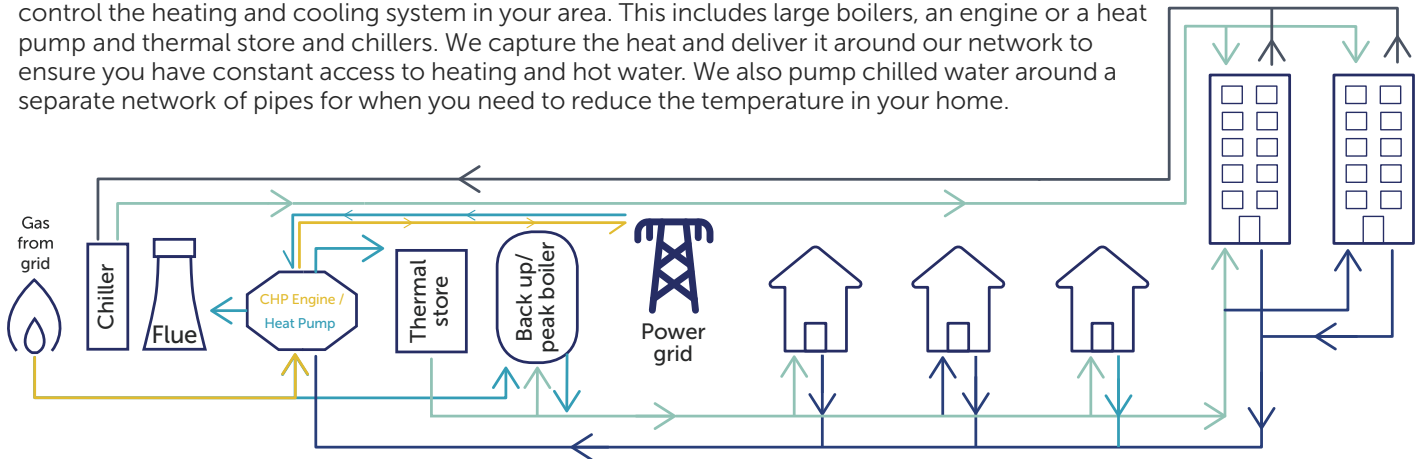 control the heating and cooling system in your area. This includes large boilers, an engine or a heat
pump and thermal store and chillers. We capture the heat and deliver it around our network to
ensure you have constant access to heating and hot water. We also pump chilled water around a
separate network of pipes for when you need to reduce the temperature in your home.
Gas
from
grid
Chiller
Flue
CHP Engine /
Heat Pump
Thermal
store
Back up/
peak boiler
Power
grid